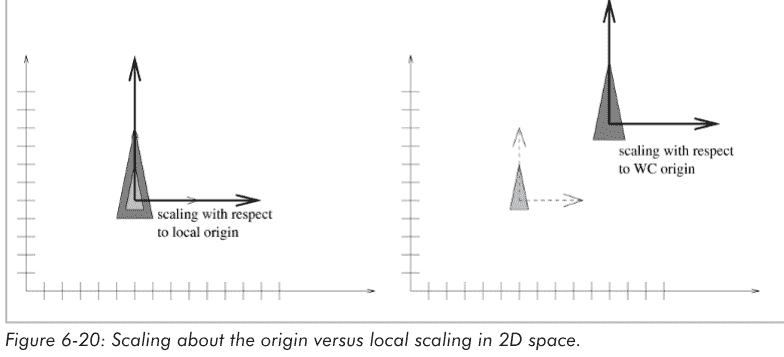 scaling with respect
to local origin
scaling with respect
to WC origin
Figure 6-20: Scaling about the origin versus local scaling in 2D space.